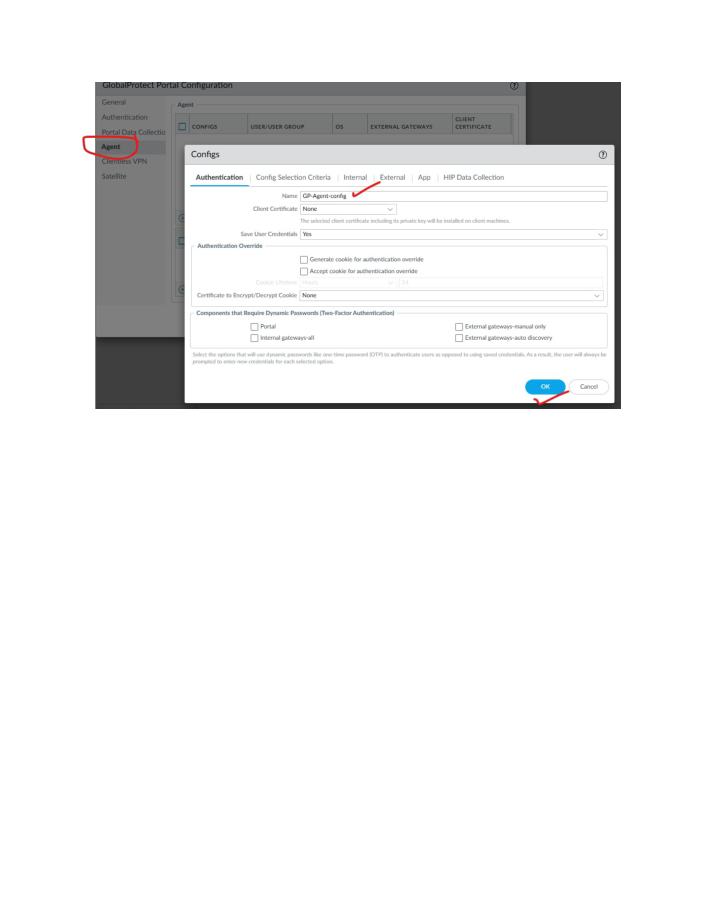 GlobalProtect Portal Configuration
General
Authentication
Portal Data Collectio
Agent
Clientless VPN
Satellite
Agent
CONFIGS USER/USER GROUP OS EXTERNAL GATEWAYS CLIENT CERTIFICATE
Configs
Authentication | Config Selection Criteria | Internal | External | App | HIP Data Collection
Name GP-Agent-config
Client Certificate None
The selected client certificate including its private key will be installed on client machines.
Save User Credentials Yes
Authentication Override
Generate cookie for authentication override
Accept cookie for authentication override
Cookie Lifetime Hours 24
Certificate to Encrypt/Decrypt Cookie None
Components that Require Dynamic Passwords (Two-Factor Authentication)
Portal External gateways-manual only
Internal gateways-all External gateways-auto discovery
Select the options that will use dynamic passwords like one-time password (OTP) to authenticate users as opposed to using saved credentials. As a result, the user will always be
prompted to enter new credentials for each selected option.
OK Cancel